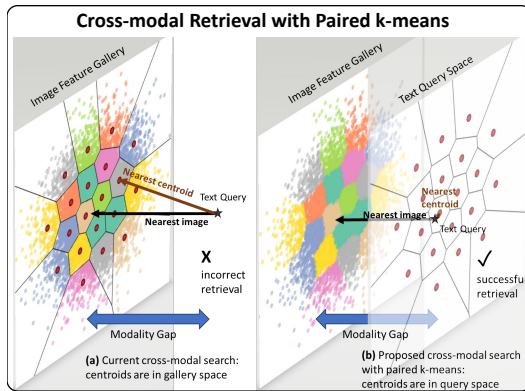 Cross-modal Retrieval with Paired k-means
Image Feature Gallery
Nearest centroid
Text Query
Nearest image
X
incorrect
retrieval
Modality Gap
(a) Current cross-modal search:
centroids are in gallery space
Image Feature Gallery
Text Query Space
Nearest
centroid
Nearest image
Text Query
✓
successful
retrieval
Modality Gap
(b) Proposed cross-modal search
with paired k-means:
centroids are in query space